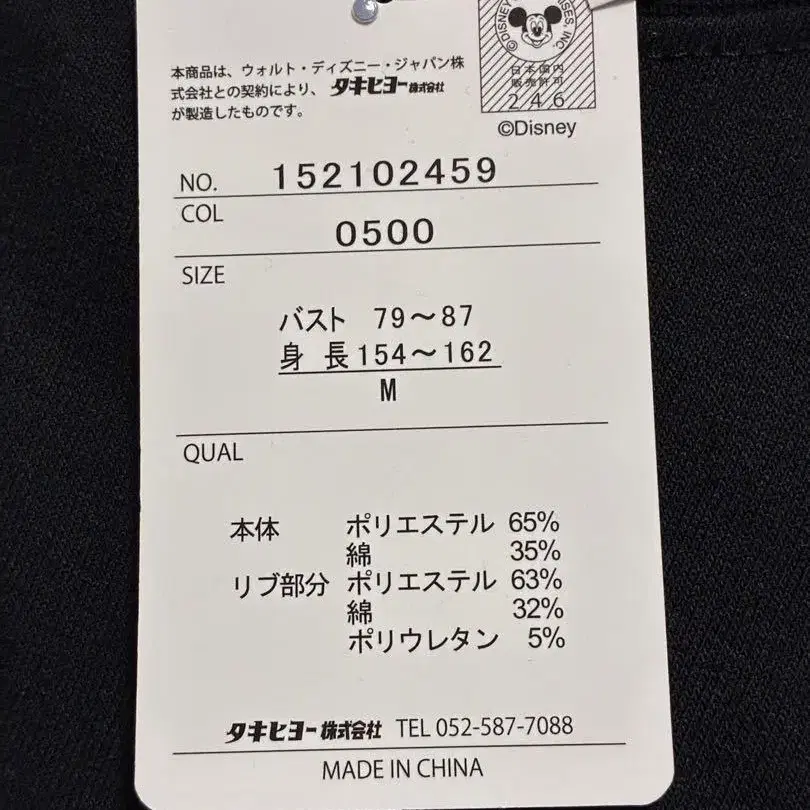 ©DISNEY
SES, INC
日本国内
販売許可
246
©Disney
本商品は、ウォルト・ディズニー・ジャパン株
式会社との契約により、 タキヒヨー株式会社
が製造したものです。
NO. 152102459
COL
0500
SIZE
バスト 79〜87
身 長 154〜162
M
QUAL
本体 ポリエステル 65%
綿 35%
リブ部分 ポリエステル 63%
綿 32%
ポリウレタン 5%
タキヒヨー株式会社 TEL 052-587-7088
MADE IN CHINA